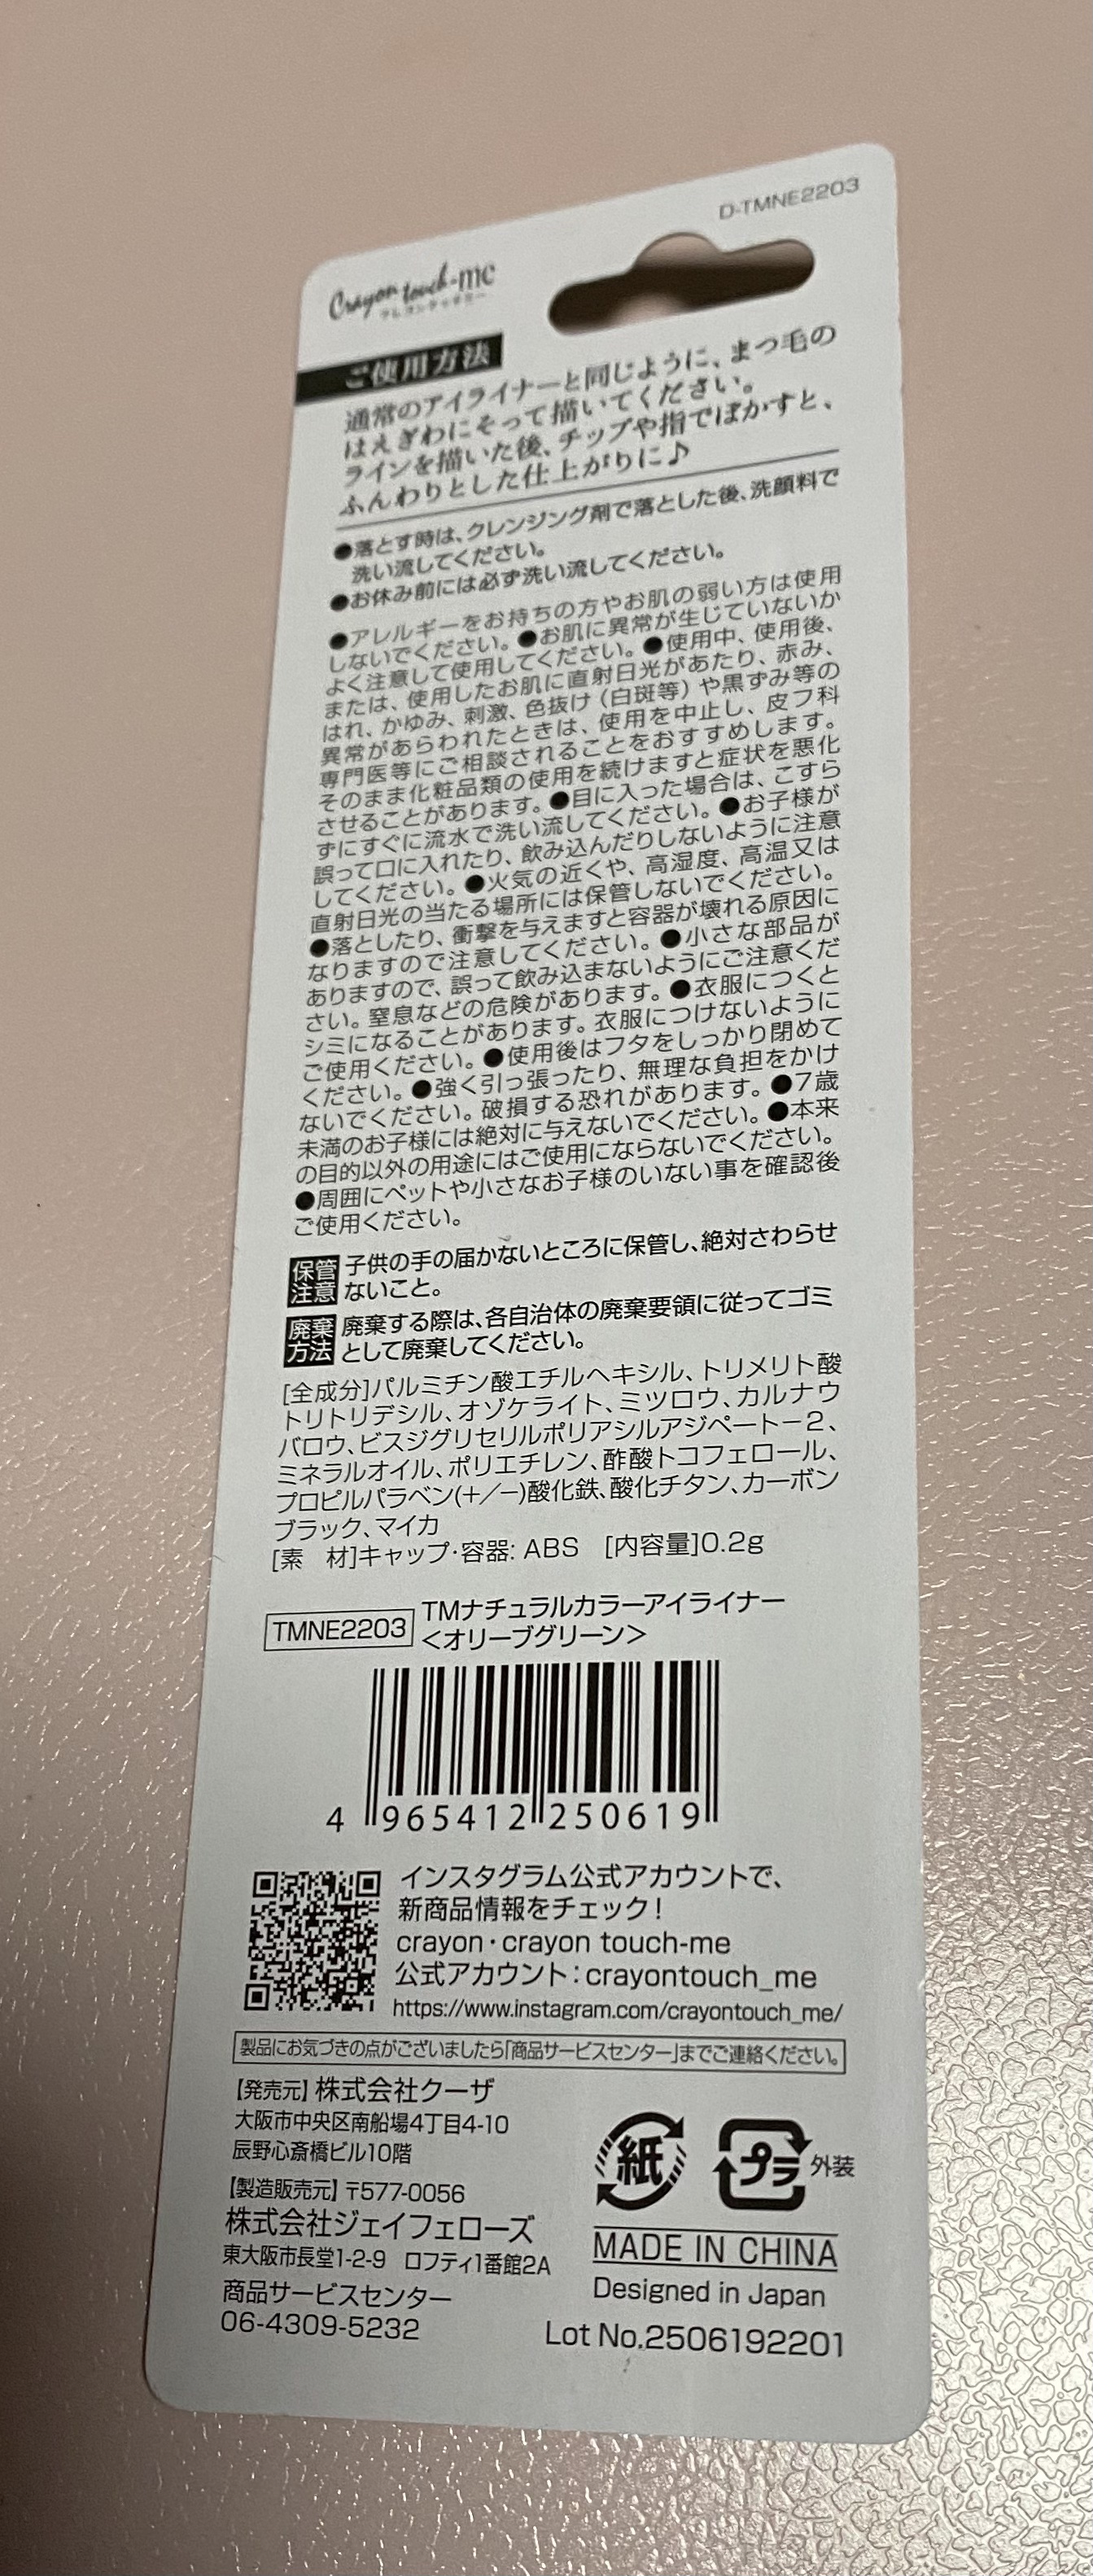 D-TMNE2203
Crayon touch-me
クレヨンタッチミー
ご使用方法
通常のアイライナーと同じように、まつ毛の
はえぎわにそって描いてください。
ラインを描いた後、チップや指でぼかすと、
ふんわりとした仕上がりに♪
●落とす時は、クレンジング剤で落とした後、洗顔料で
洗い流してください。
●お休み前には必ず洗い流してください。
●アレルギーをお持ちの方やお肌の弱い方は使用
しないでください。●お肌に異常が生じていないか
よく注意して使用してください。●使用中、使用後、
または、使用したお肌に直射日光があたり、赤み、
はれ、かゆみ、刺激、色抜け（白斑等）や黒ずみ等の
異常があらわれたときは、使用を中止し、皮フ科
専門医等にご相談されることをおすすめします。
そのまま化粧品類の使用を続けますと症状を悪化
させることがあります。●目に入った場合は、こすら
ずにすぐに流水で洗い流してください。●お子様が
誤って口に入れたり、飲み込んだりしないように注意
してください。●火気の近くや、高湿度、高温又は
直射日光の当たる場所には保管しないでください。
●落としたり、衝撃を与えますと容器が壊れる原因に
なりますので注意してください。●小さな部品が
ありますので、誤って飲み込まないようにご注意くだ
さい。窒息などの危険があります。●衣服につくと
シミになることがあります。衣服につけないように
ご使用ください。●使用後はフタをしっかり閉めて
ください。●強く引っ張ったり、無理な負担をかけ
ないでください。破損する恐れがあります。●7歳
未満のお子様には絶対に与えないでください。●本来
の目的以外の用途にはご使用にならないでください。
●周囲にペットや小さなお子様のいない事を確認後
ご使用ください。
保管注意 子供の手の届かないところに保管し、絶対さわらせ
ないこと。
廃棄方法 廃棄する際は、各自治体の廃棄要領に従ってゴミ
として廃棄してください。
[全成分]パルミチン酸エチルヘキシル、トリメリト酸
トリトリデシル、オゾケライト、ミツロウ、カルナウ
バロウ、ビスジグリセリルポリアシルアジペート－2、
ミネラルオイル、ポリエチレン、酢酸トコフェロール、
プロピルパラベン(+／−)酸化鉄、酸化チタン、カーボン
ブラック、マイカ
[素　材]キャップ・容器: ABS　[内容量]0.2g
TMNE2203 TMナチュラルカラーアイライナー
＜オリーブグリーン＞
4 965412 250619
インスタグラム公式アカウントで、
新商品情報をチェック！
crayon・crayon touch-me
公式アカウント：crayontouch_me
https://www.instagram.com/crayontouch_me/
製品にお気づきの点がございましたら「商品サービスセンター」までご連絡ください。
【発売元】株式会社クーザ
大阪市中央区南船場4丁目4-10
辰野心斎橋ビル10階
【製造販売元】〒577-0056
株式会社ジェイフェローズ
東大阪市長堂1-2-9　ロフティ1番館2A
商品サービスセンター
06-4309-5232
紙 プラ 外装
MADE IN CHINA
Designed in Japan
Lot No.2506192201